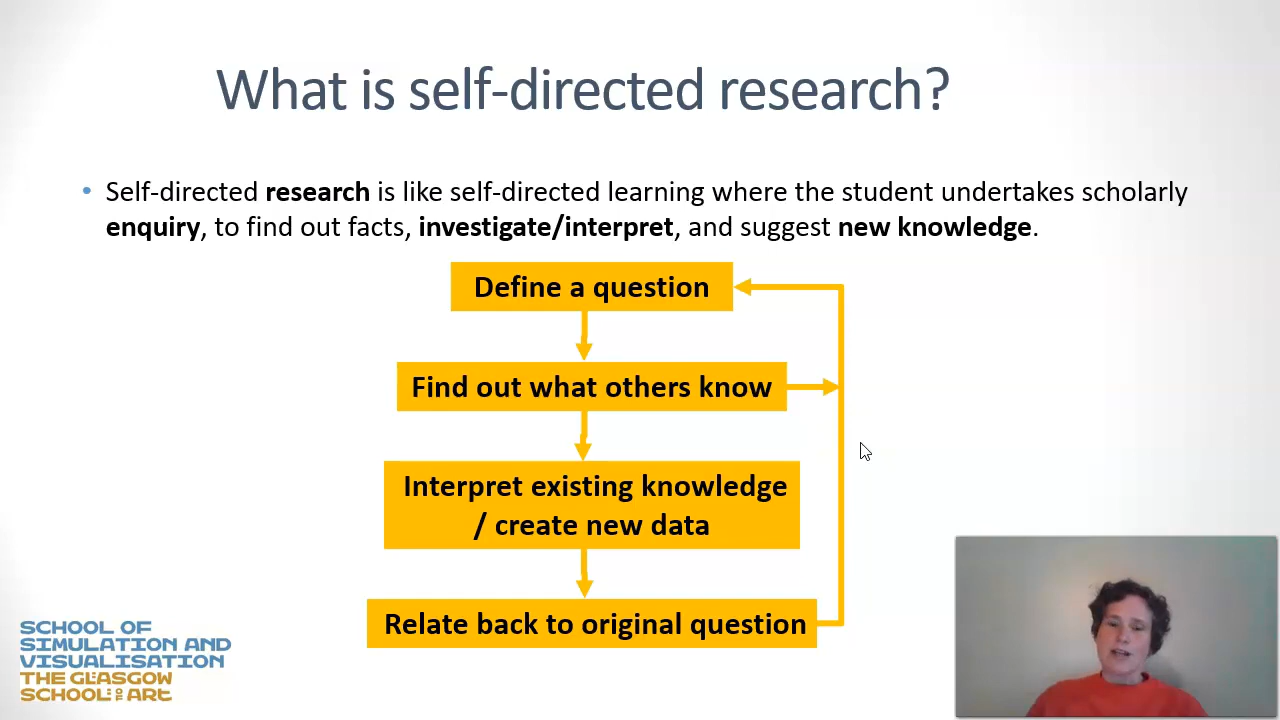 What is self-directed research?
• Self-directed research is like self-directed learning where the student undertakes scholarly
enquiry, to find out facts, investigate/interpret, and suggest new knowledge.
Define a question
Find out what others know
Interpret existing knowledge
/ create new data
Relate back to original question
SCHOOL OF
SIMULATION AND
VISUALISATION
THE GLASGOW
SCHOOL OF ART